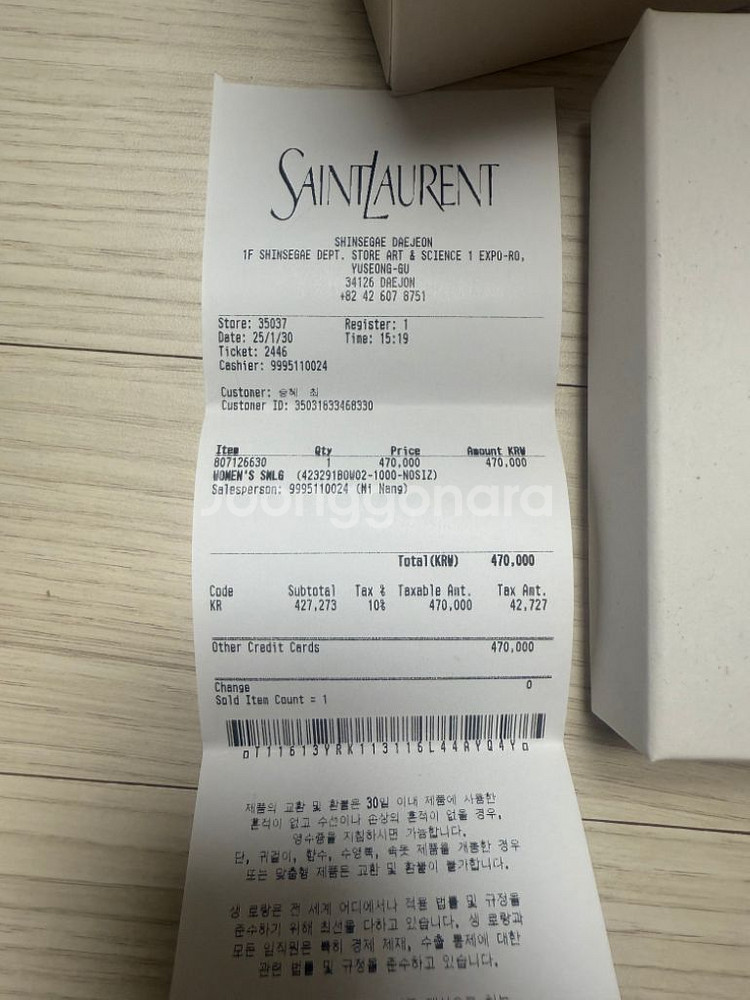 SAINT LAURENT
SHINSEGAE DAEJEON
1F SHINSEGAE DEPT. STORE ART & SCIENCE 1 EXPO-RO,
YUSEONG-GU
34126 DAEJON
+82 42 607 8751
Store: 35037 Register: 1
Date: 25/1/30 Time: 15:19
Ticket: 2446
Cashier: 9995110024
Customer: 승혜 최
Customer ID: 35031633468330
Item Qty Price Amount KRW
807126630 1 470,000 470,000
WOMEN'S SMLG (423291BOW02-1000-NOSIZ)
Salesperson: 9995110024 (Mi Nang)
Joonggonara
Total(KRW) 470,000
Code Subtotal Tax % Taxable Amt. Tax Amt.
KR 427,273 10% 470,000 42,727
Other Credit Cards 470,000
Change 0
Sold Item Count = 1
T11613YRK113116L44AYQ4Y
제품의 교환 및 환불은 30일 이내 제품에 사용한
흔적이 없고 수선이나 손상의 흔적이 없을 경우,
영수증을 지참하시면 가능합니다.
단, 귀걸이, 향수, 수영복, 속옷 제품을 개봉한 경우
또는 맞춤형 제품은 교환 및 환불이 불가합니다.
생 로랑은 전 세계 어디에서나 적용 법률 및 규정을
준수하기 위해 최선을 다하고 있습니다. 생 로랑과
모든 임직원은 특히 경제 제재, 수출 통제에 대한
관련 법률 및 규정을 준수하고 있습니다.